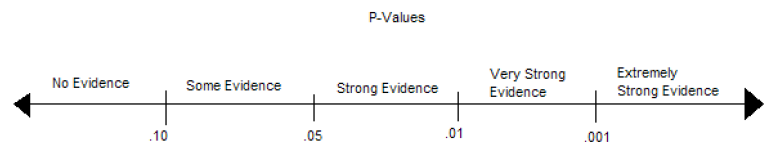 P-Values
No Evidence
Some Evidence
Strong Evidence
Very Strong
Evidence
Extremely
Strong Evidence
.10
.05
.01
.001